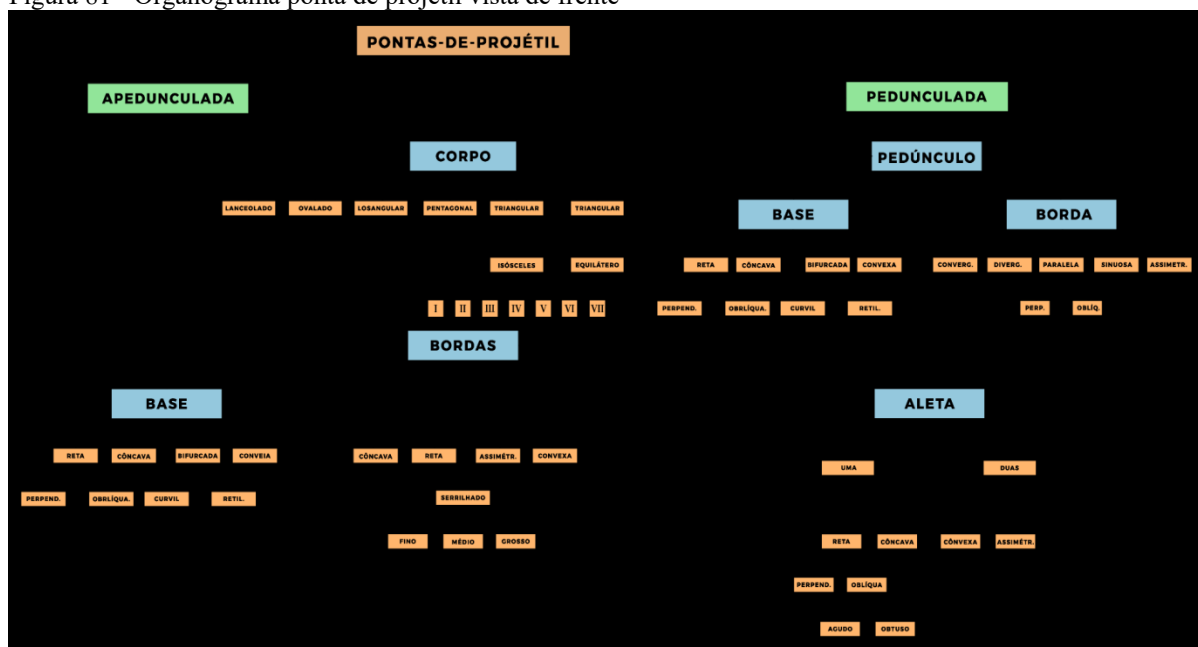 Figura 81 - Organograma ponta de projétil vista de frente
PONTAS-DE-PROJÉTIL
APEDUNCULADA
PEDUNCULADA
CORPO
PEDÚNCULO
LANCEOLADO OVALADO LOSANGULAR PENTAGONAL TRIANGULAR TRIANGULAR
BASE BORDA
ISÓSCELES EQUILÁTERO
RETA CÔNCAVA BIFURCADA CONVEXA CONVERG. DIVERG. PARALELA SINUOSA ASSIMETR.
I II III IV V VI VII
PERPEND. OBRLÍQUA. CURVIL RETIL. PERP. OBLÍQ.
BORDAS
BASE
ALETA
RETA CÔNCAVA BIFURCADA CONVEIA
CÔNCAVA RETA ASSIMÉTR. CONVEXA
UMA DUAS
PERPEND. OBRLÍQUA. CURVIL RETIL.
SERRILHADO
FINO MÉDIO GROSSO
RETA CÔNCAVA CÔNVEXA ASSIMÉTR.
PERPEND. OBLÍQUA
AGUDO OBTUSO